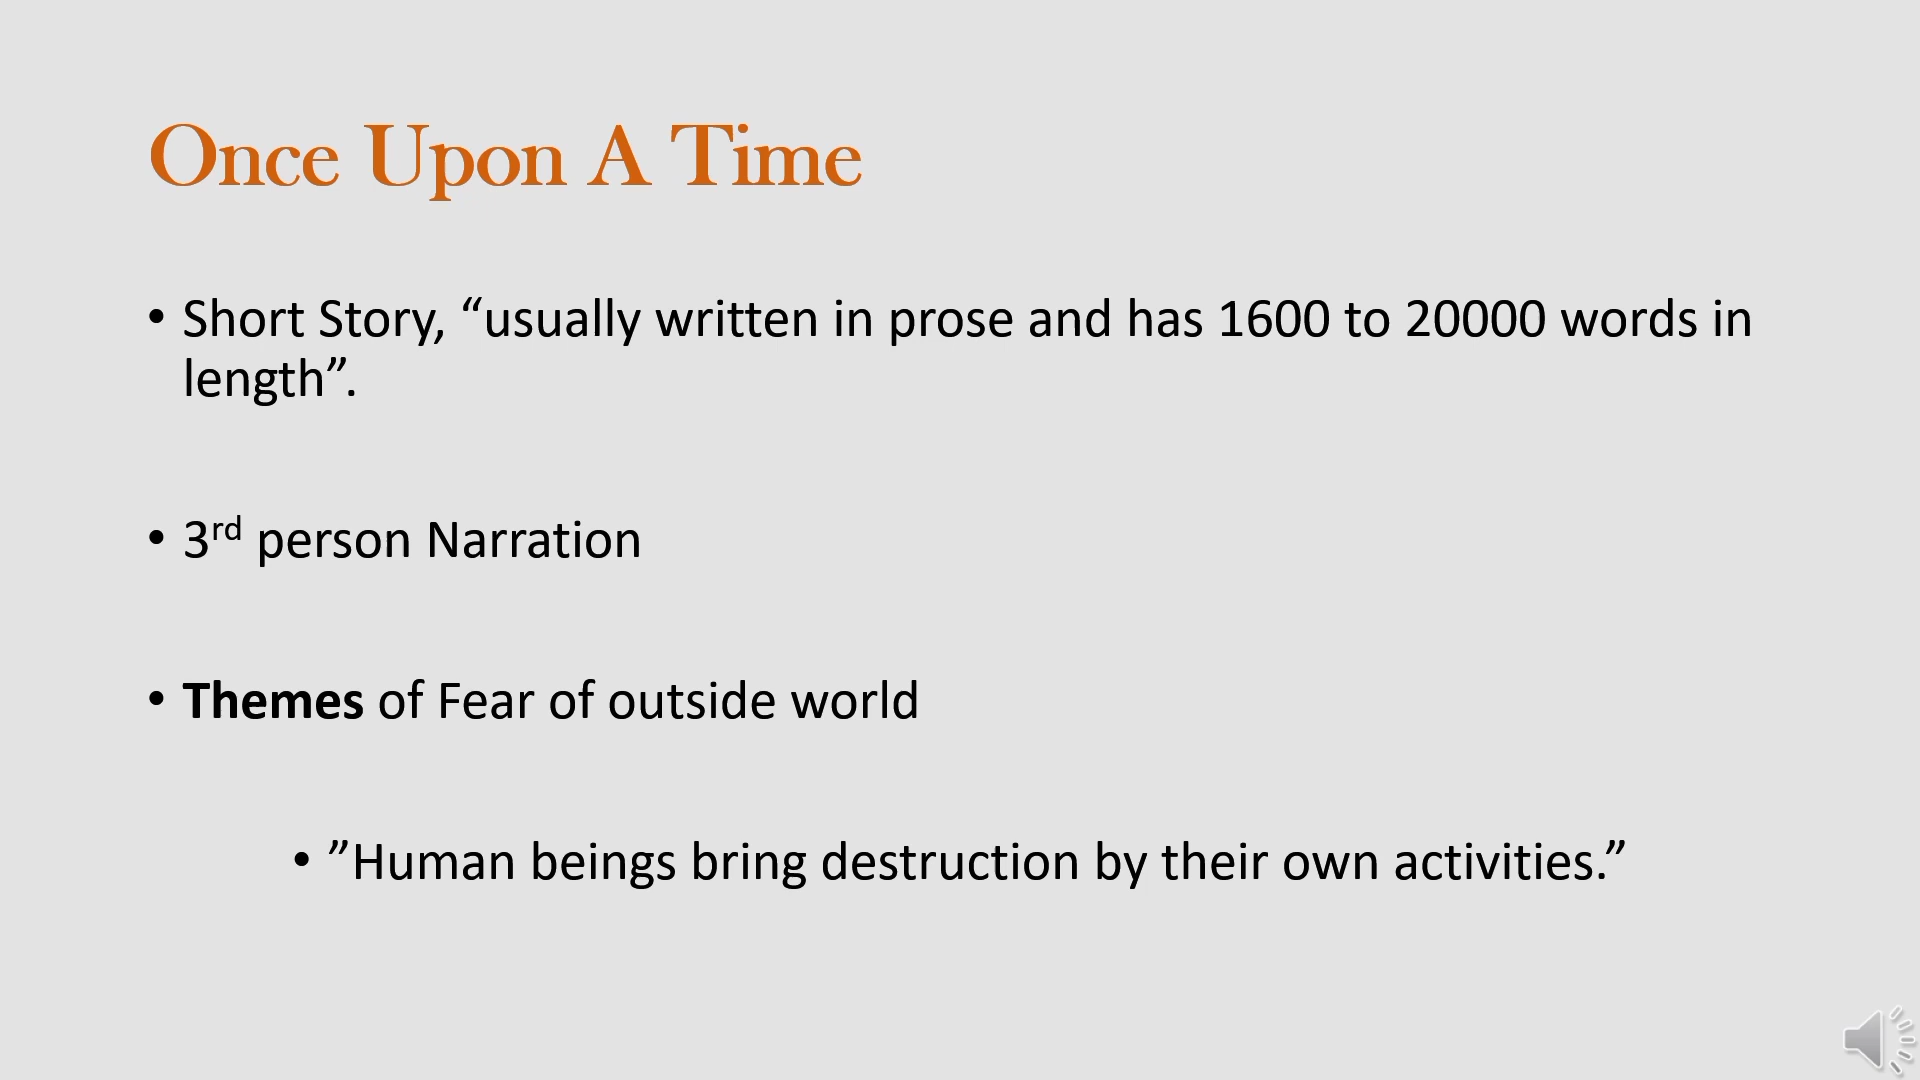 Once Upon A Time
• Short Story, “usually written in prose and has 1600 to 20000 words in
length”.
• 3rd person Narration
• Themes of Fear of outside world
• ”Human beings bring destruction by their own activities.”